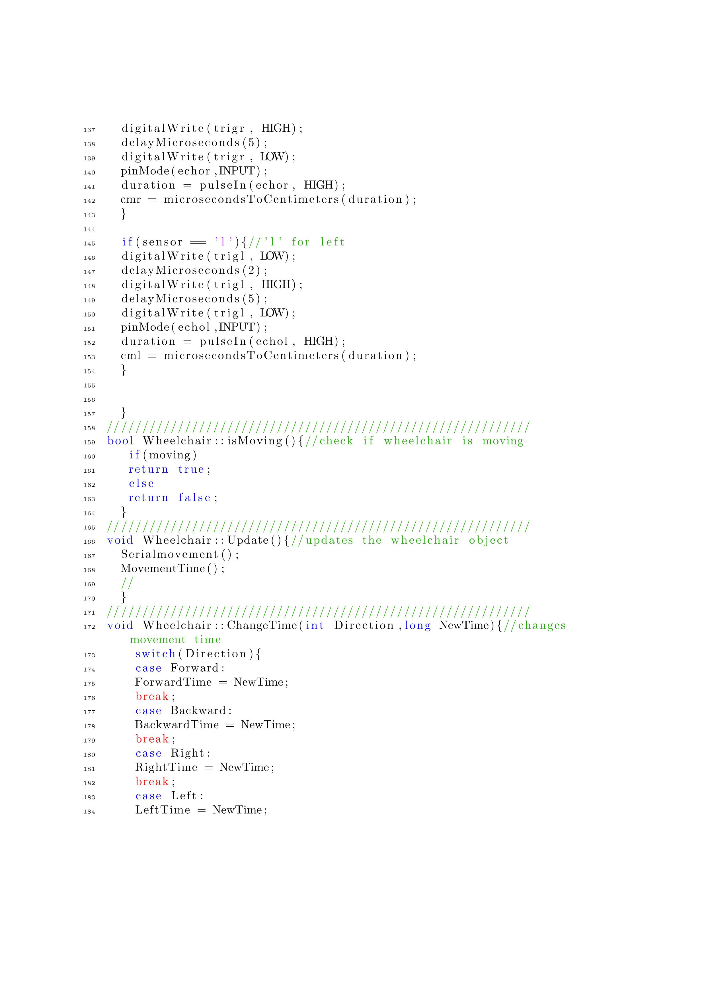 137 digitalWrite(trigr, HIGH);
138 delayMicroseconds(5);
139 digitalWrite(trigr, LOW);
140 pinMode(echor,INPUT);
141 duration = pulseIn(echor, HIGH);
142 cmr = microsecondsToCentimeters(duration);
143 }
144
145 if(sensor == 'l'){//'l' for left
146 digitalWrite(trigl, LOW);
147 delayMicroseconds(2);
148 digitalWrite(trigl, HIGH);
149 delayMicroseconds(5);
150 digitalWrite(trigl, LOW);
151 pinMode(echol,INPUT);
152 duration = pulseIn(echol, HIGH);
153 cml = microsecondsToCentimeters(duration);
154 }
155
156
157 }
158 ////////////////////////////////////////////////////////////
159 bool Wheelchair::isMoving(){//check if wheelchair is moving
160 if(moving)
161 return true;
162 else
163 return false;
164 }
165 ////////////////////////////////////////////////////////////
166 void Wheelchair::Update(){//updates the wheelchair object
167 Serialmovement();
168 MovementTime();
169 //
170 }
171 ////////////////////////////////////////////////////////////
172 void Wheelchair::ChangeTime(int Direction,long NewTime){//changes
movement time
173 switch(Direction){
174 case Forward:
175 ForwardTime = NewTime;
176 break;
177 case Backward:
178 BackwardTime = NewTime;
179 break;
180 case Right:
181 RightTime = NewTime;
182 break;
183 case Left:
184 LeftTime = NewTime;